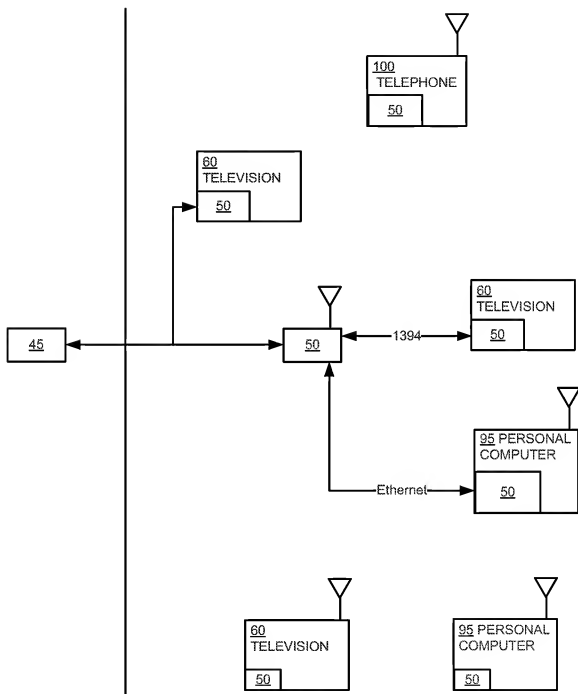 100
TELEPHONE
50
60
TELEVISION
50
60
TELEVISION
50
45
50
1394
95 PERSONAL
COMPUTER
50
Ethernet
60
TELEVISION
50
95 PERSONAL
COMPUTER
50